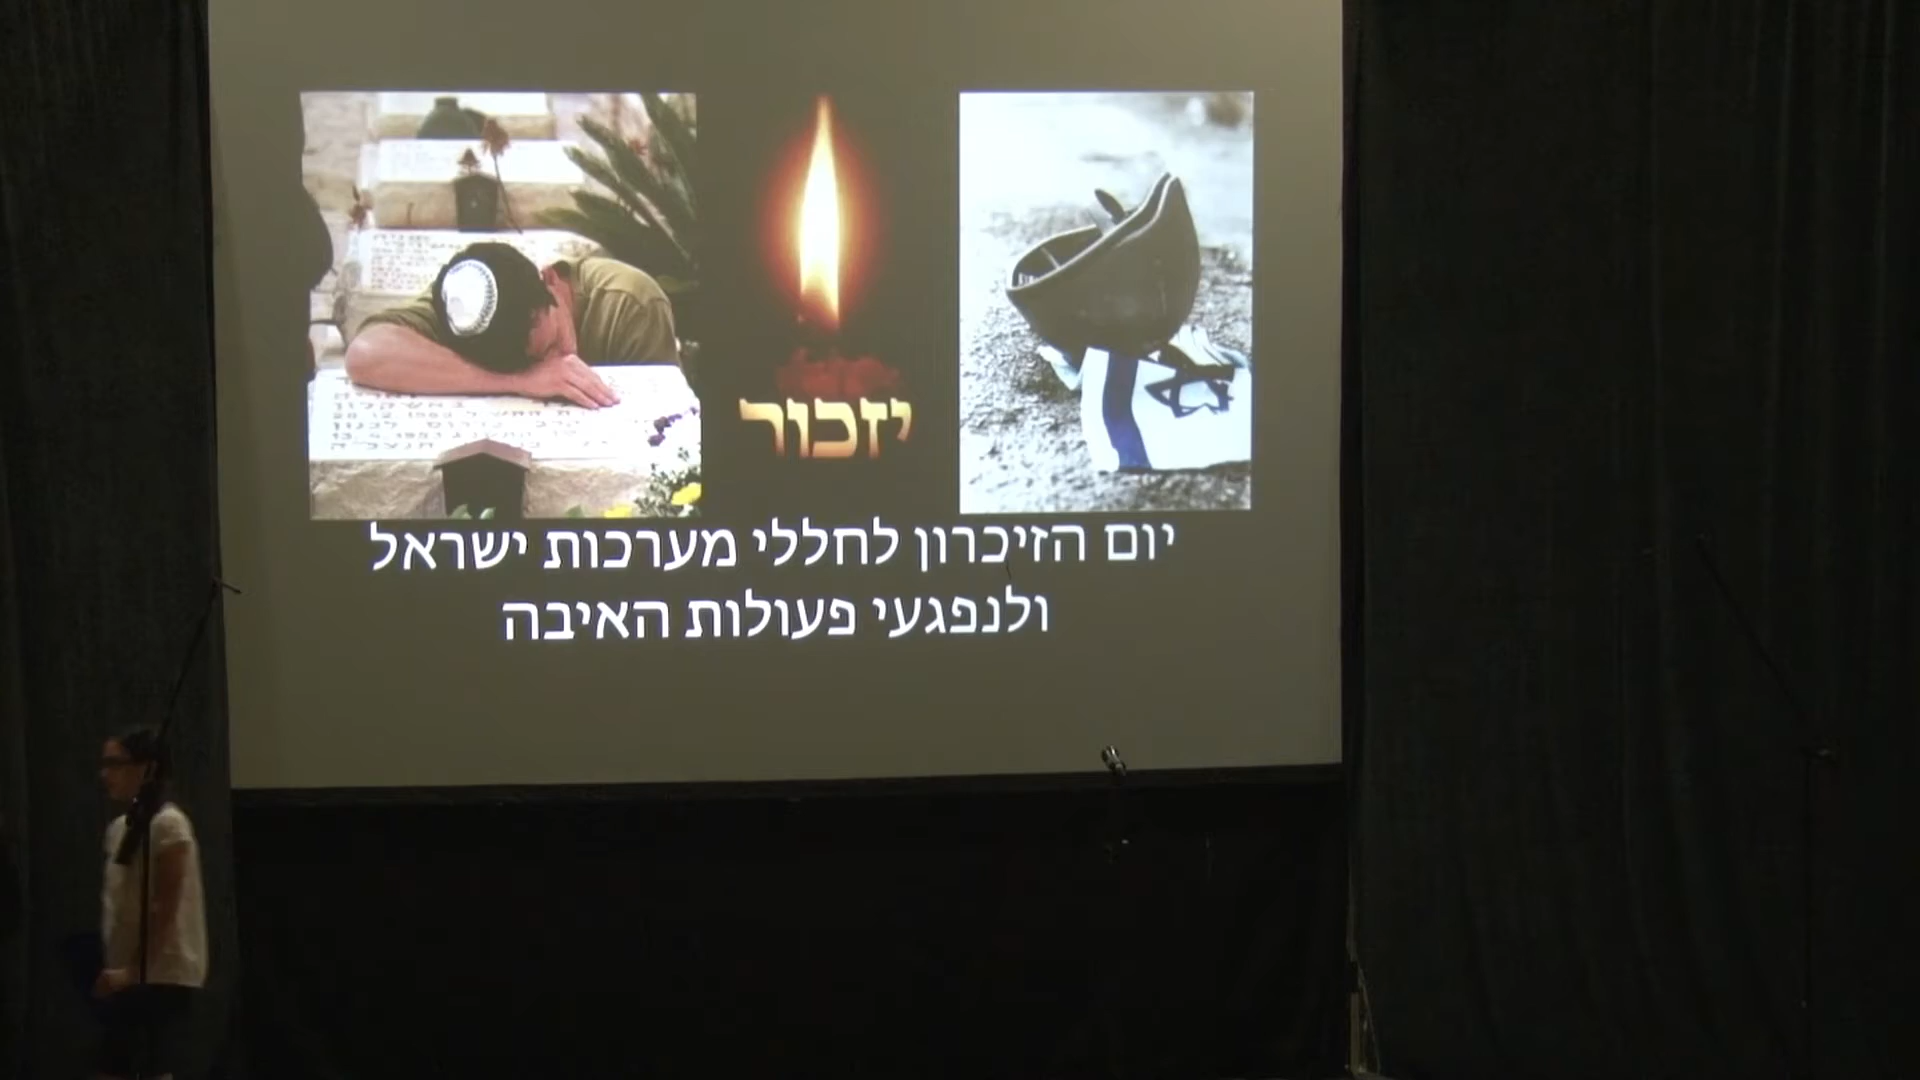 יזכור
יום הזיכרון לחללי מערכות ישראל
ולנפגעי פעולות האיבה